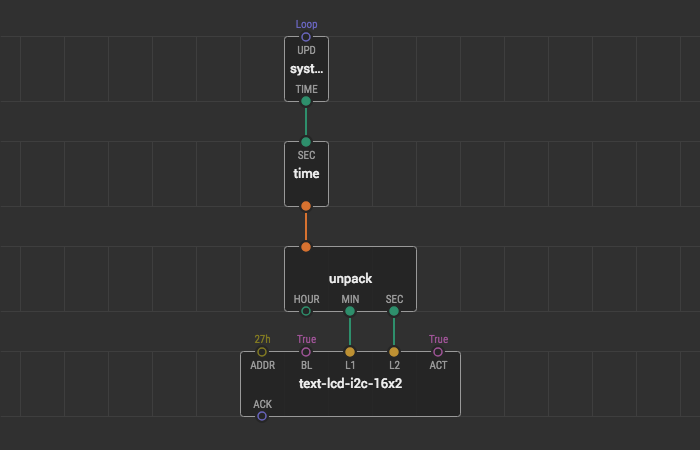 Loop
UPD
syst...
TIME
SEC
time
unpack
HOUR MIN SEC
27h True True
ADDR BL L1 L2 ACT
text-lcd-i2c-16x2
ACK